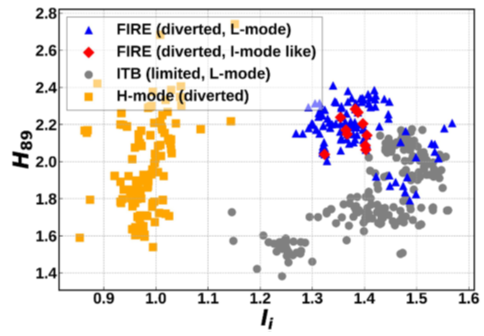 2.8
2.6
2.4
2.2
2.0
1.8
1.6
1.4
H89
FIRE (diverted, L-mode)
FIRE (diverted, I-mode like)
ITB (limited, L-mode)
H-mode (diverted)
0.9 1.0 1.1 1.2 1.3 1.4 1.5 1.6
li